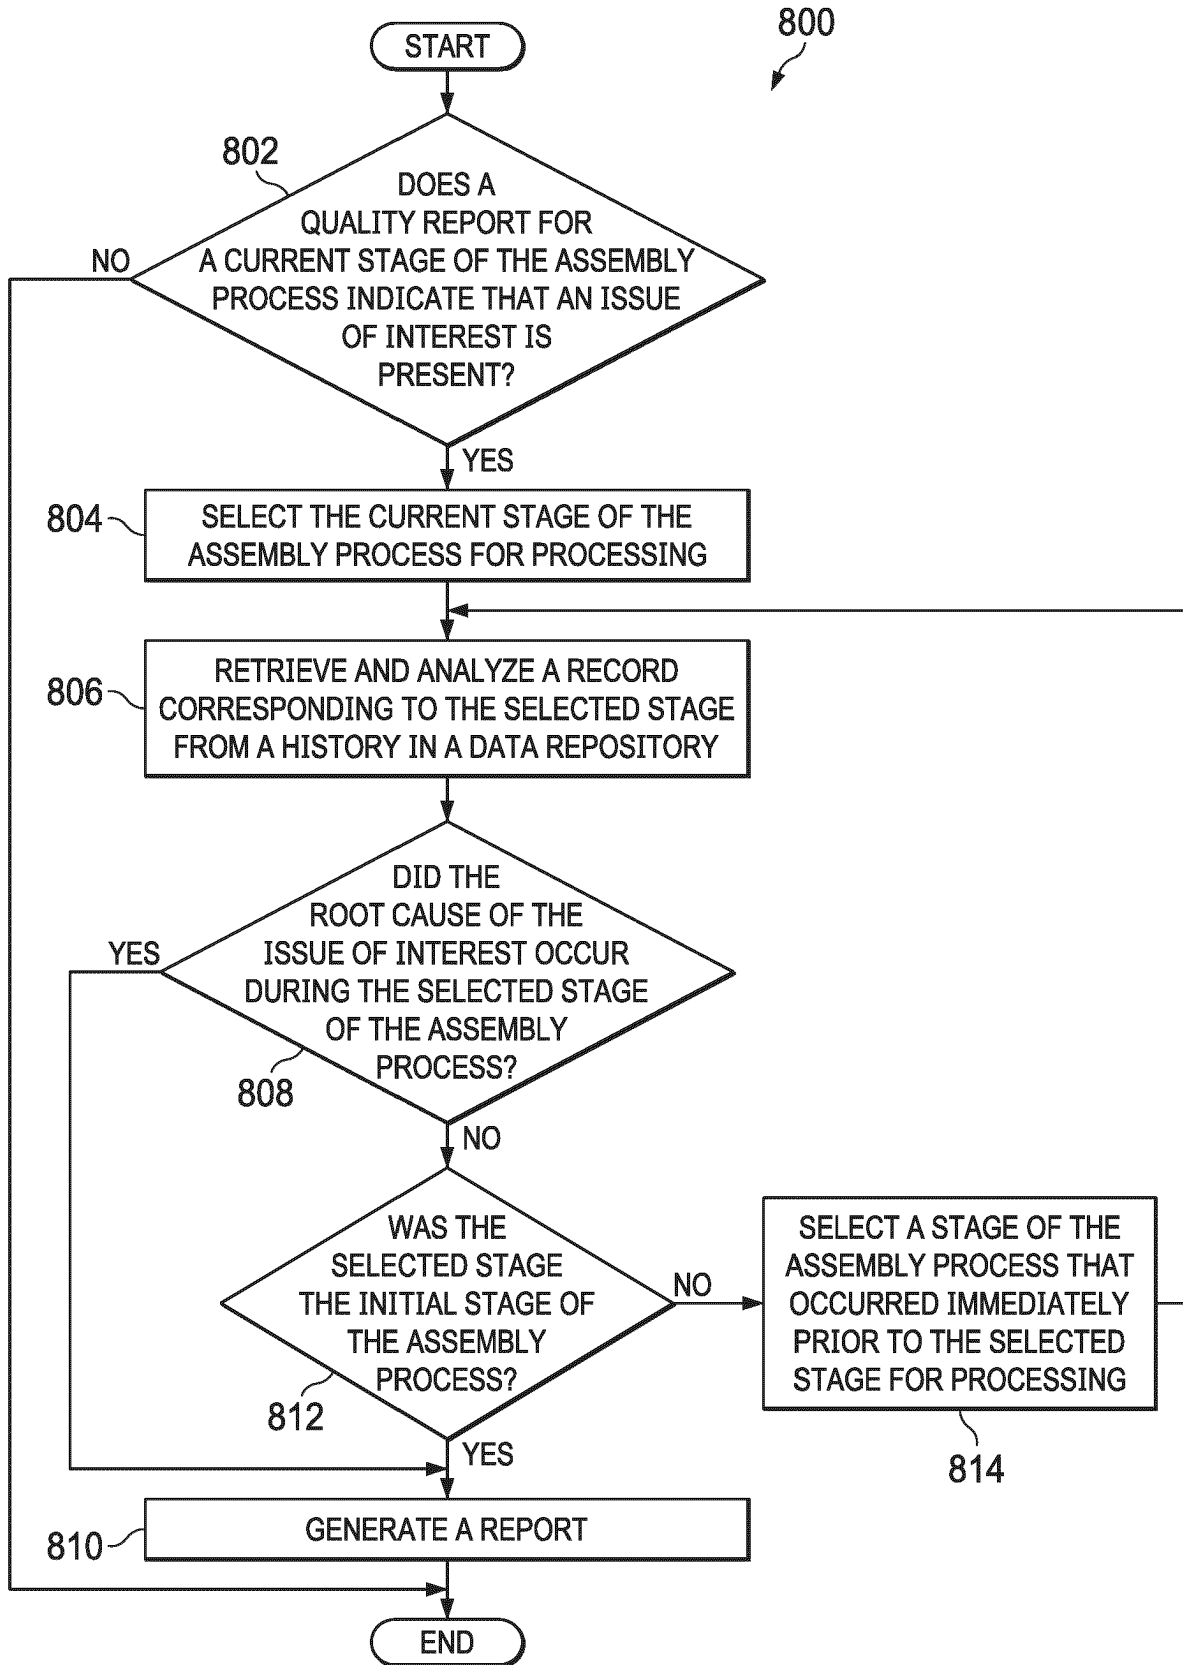 800
START
802
DOES A
QUALITY REPORT FOR
A CURRENT STAGE OF THE ASSEMBLY
PROCESS INDICATE THAT AN ISSUE
OF INTEREST IS
PRESENT?
NO
YES
804
SELECT THE CURRENT STAGE OF THE
ASSEMBLY PROCESS FOR PROCESSING
806
RETRIEVE AND ANALYZE A RECORD
CORRESPONDING TO THE SELECTED STAGE
FROM A HISTORY IN A DATA REPOSITORY
DID THE
ROOT CAUSE OF THE
ISSUE OF INTEREST OCCUR
DURING THE SELECTED STAGE
OF THE ASSEMBLY
PROCESS?
YES
808
NO
WAS THE
SELECTED STAGE
THE INITIAL STAGE OF
THE ASSEMBLY
PROCESS?
812
NO
SELECT A STAGE OF THE
ASSEMBLY PROCESS THAT
OCCURRED IMMEDIATELY
PRIOR TO THE SELECTED
STAGE FOR PROCESSING
814
YES
810
GENERATE A REPORT
END